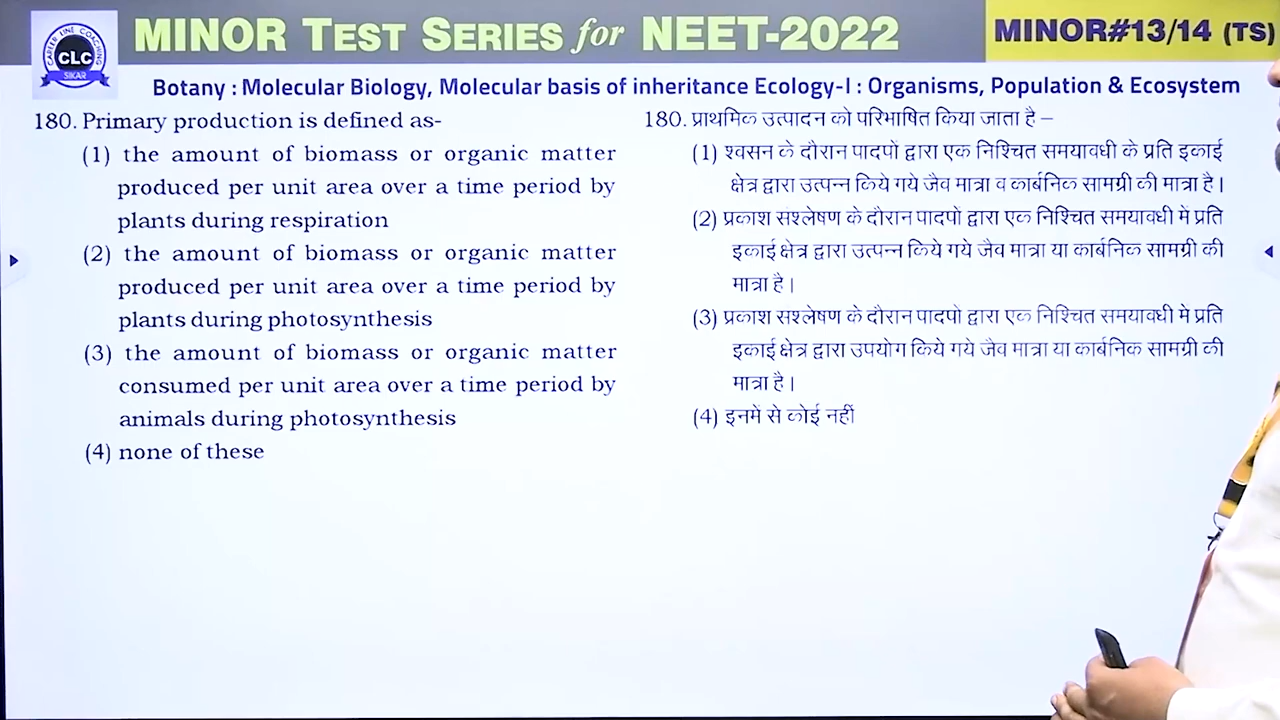 CAREER LINE COACHING
CLC
SIKAR
MINOR TEST SERIES for NEET-2022
MINOR#13/14 (TS)
Botany : Molecular Biology, Molecular basis of inheritance Ecology-I : Organisms, Population & Ecosystem
180. Primary production is defined as-
(1) the amount of biomass or organic matter
produced per unit area over a time period by
plants during respiration
(2) the amount of biomass or organic matter
produced per unit area over a time period by
plants during photosynthesis
(3) the amount of biomass or organic matter
consumed per unit area over a time period by
animals during photosynthesis
(4) none of these
180. प्राथमिक उत्पादन को परिभाषित किया जाता है –
(1) श्वसन के दौरान पादपों द्वारा एक निश्चित समयावधी के प्रति इकाई
क्षेत्र द्वारा उत्पन्न किये गये जैव मात्रा व कार्बनिक सामग्री की मात्रा है।
(2) प्रकाश संश्लेषण के दौरान पादपों द्वारा एक निश्चित समयावधी में प्रति
इकाई क्षेत्र द्वारा उत्पन्न किये गये जैव मात्रा या कार्बनिक सामग्री की
मात्रा है।
(3) प्रकाश संश्लेषण के दौरान पादपों द्वारा एक निश्चित समयावधी मे प्रति
इकाई क्षेत्र द्वारा उपयोग किये गये जैव मात्रा या कार्बनिक सामग्री की
मात्रा है।
(4) इनमें से कोई नहीं